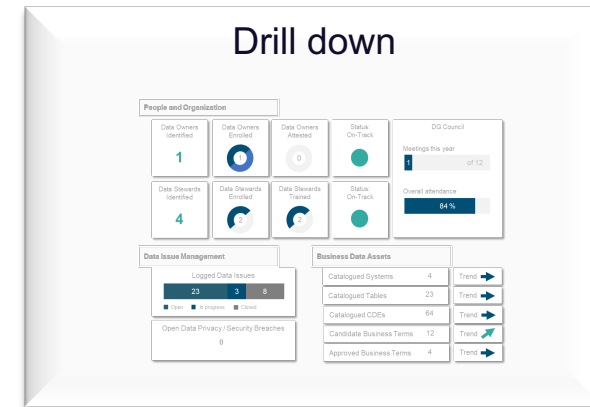 Drill down
People and Organization
Data Owners
Identified
1
Data Owners
Enrolled
1
Data Owners
Attested
0
Status:
On-Track
DG Council
Meetings this year
1
of 12
Overall attendance
84 %
Data Stewards
Identified
4
Data Stewards
Enrolled
2
Data Stewards
Trained
2
Status:
On-Track
Data Issue Management
Logged Data Issues
23 3 8
Open In progress Closed
Open Data Privacy / Security Breaches
0
Business Data Assets
Catalogued Systems 4 Trend
Catalogued Tables 23 Trend
Catalogued CDEs 64 Trend
Candidate Business Terms 12 Trend
Approved Business Terms 4 Trend